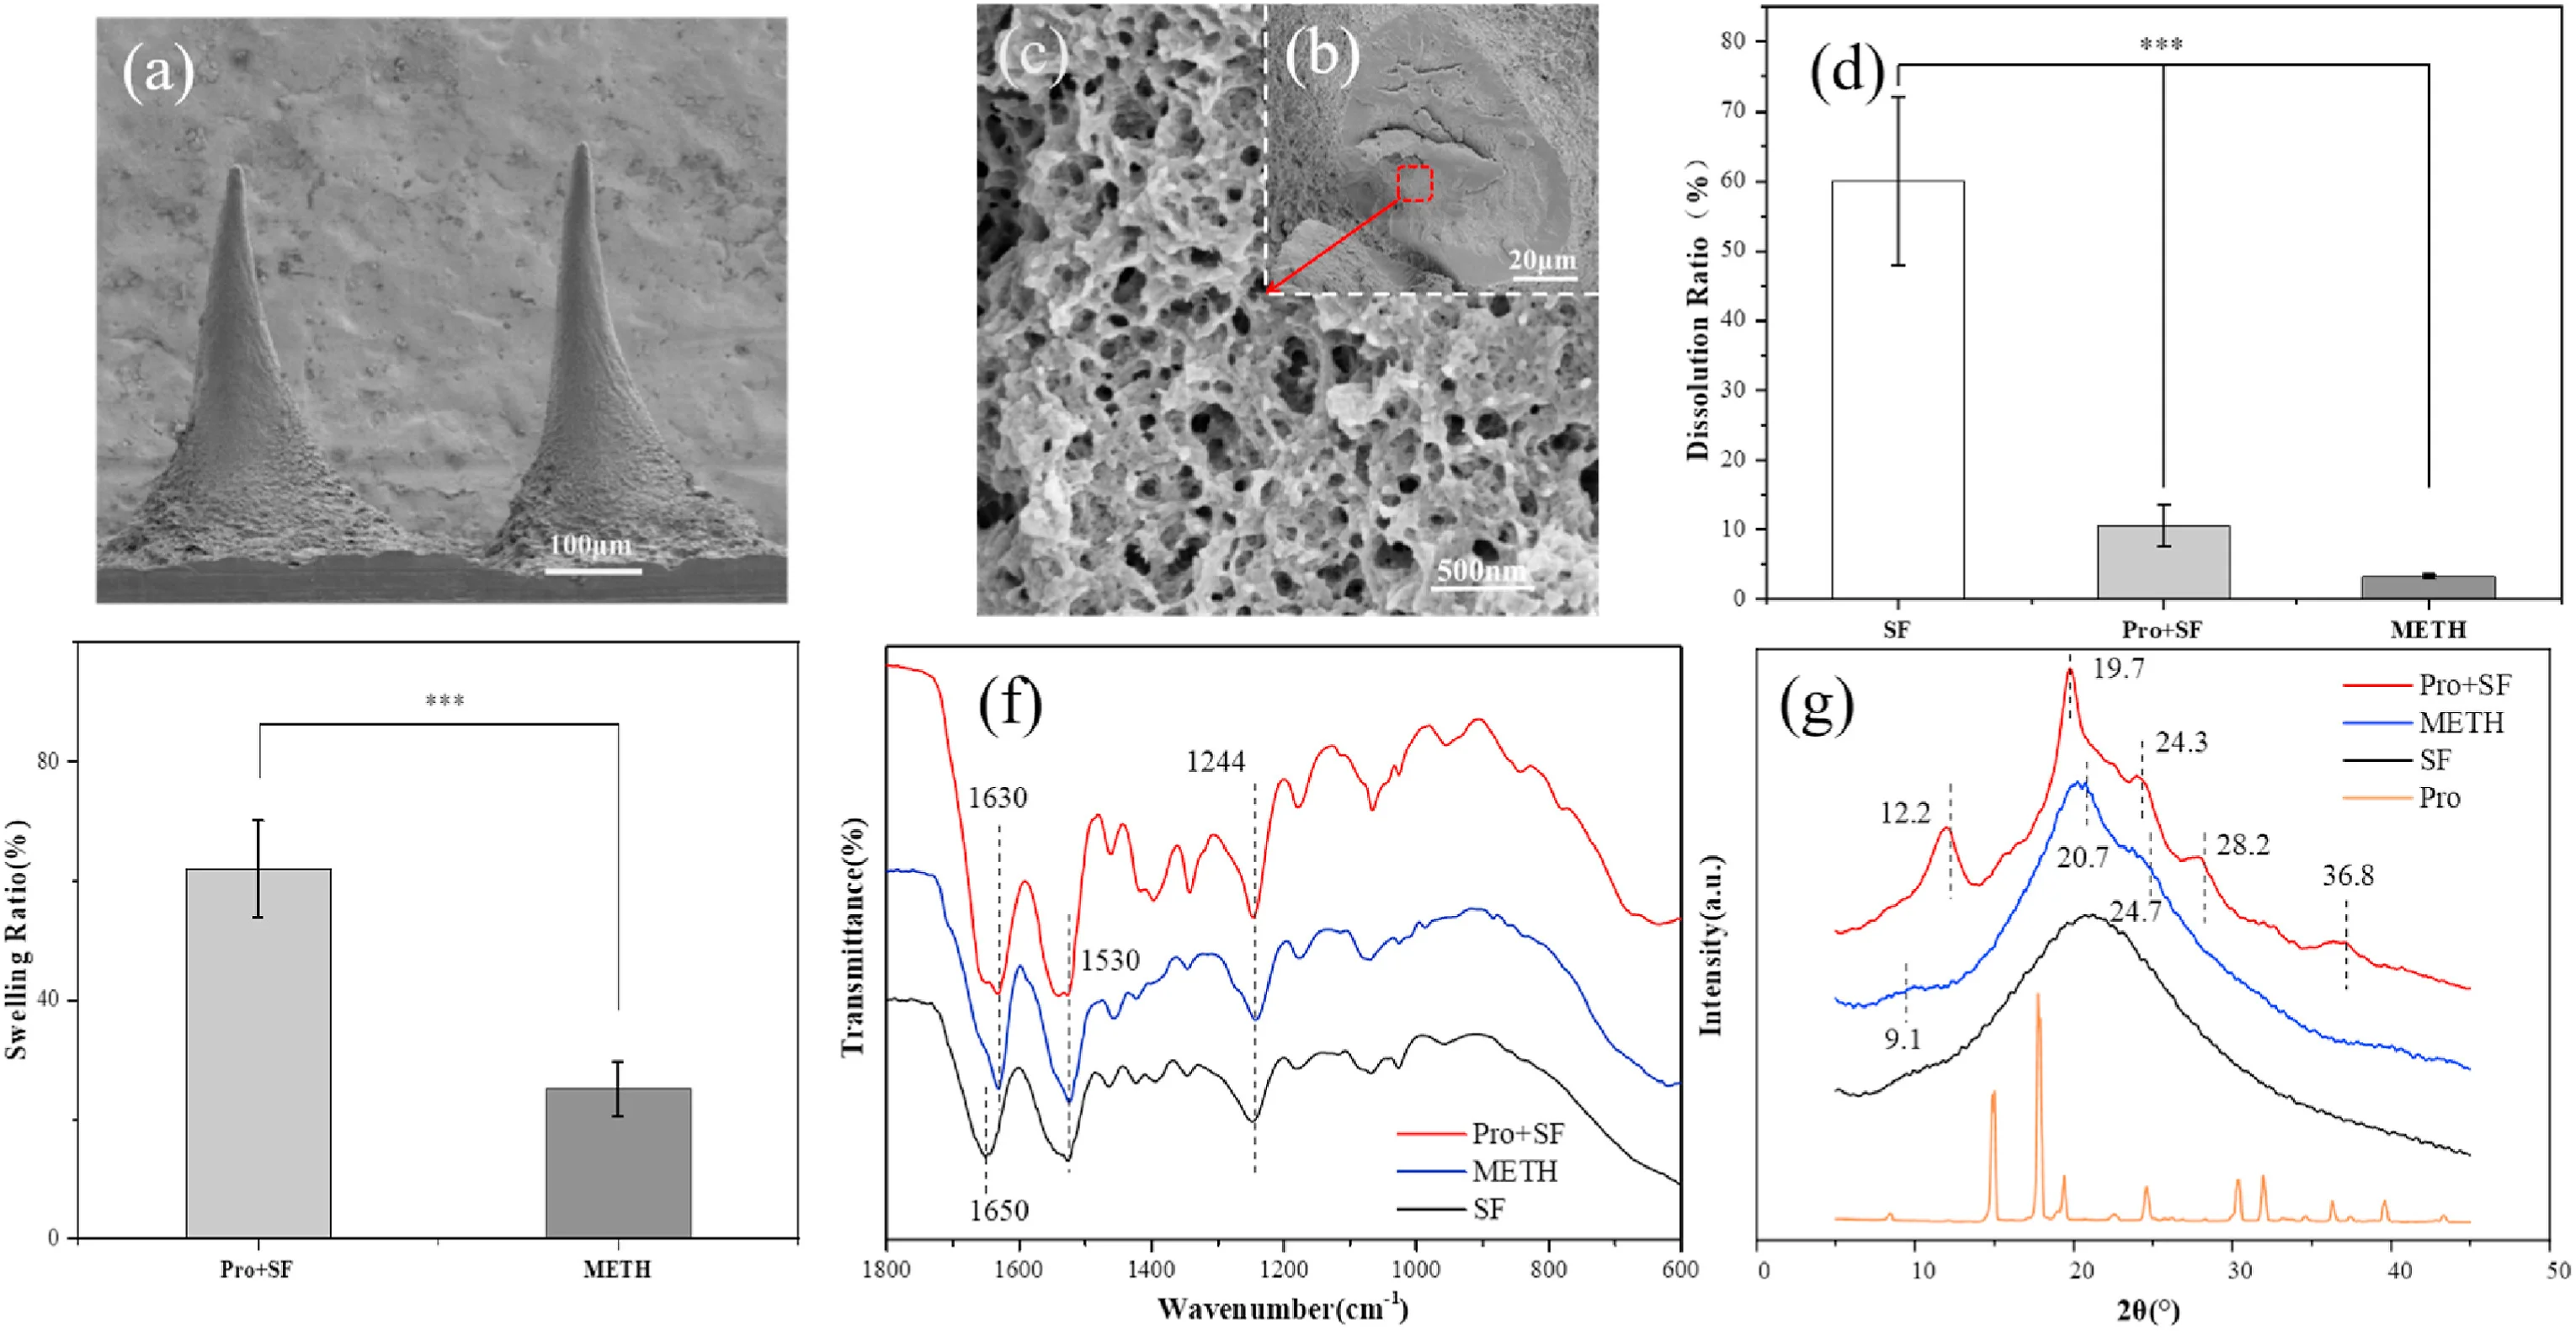 (a)
100μm
(c)
(b)
20μm
500nm
(d)
***
Dissolution Ratio（%）
80
70
60
50
40
30
20
10
0
SF
Pro+SF
METH
***
Swelling Ratio(%)
80
40
0
Pro+SF
METH
(f)
1630
1530
1244
1650
Transmittance(%)
Pro+SF
METH
SF
1800
1600
1400
1200
1000
800
600
Wavenumber(cm⁻¹)
(g)
19.7
24.3
12.2
28.2
20.7
36.8
24.7
9.1
Pro+SF
METH
SF
Pro
Intensity(a.u.)
0
10
20
30
40
50
2θ(°)